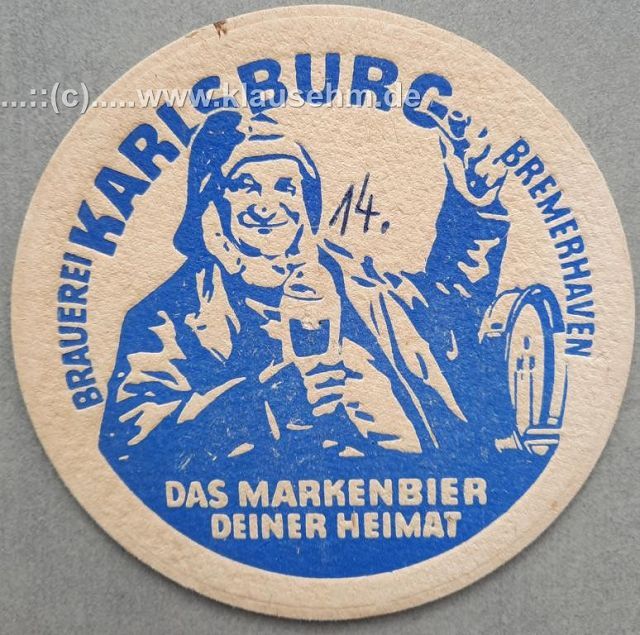 ...::(c).....www.klausehm.de
BRAUEREI KARLSBURG BREMERHAVEN
14.
DAS MARKENBIER
DEINER HEIMAT